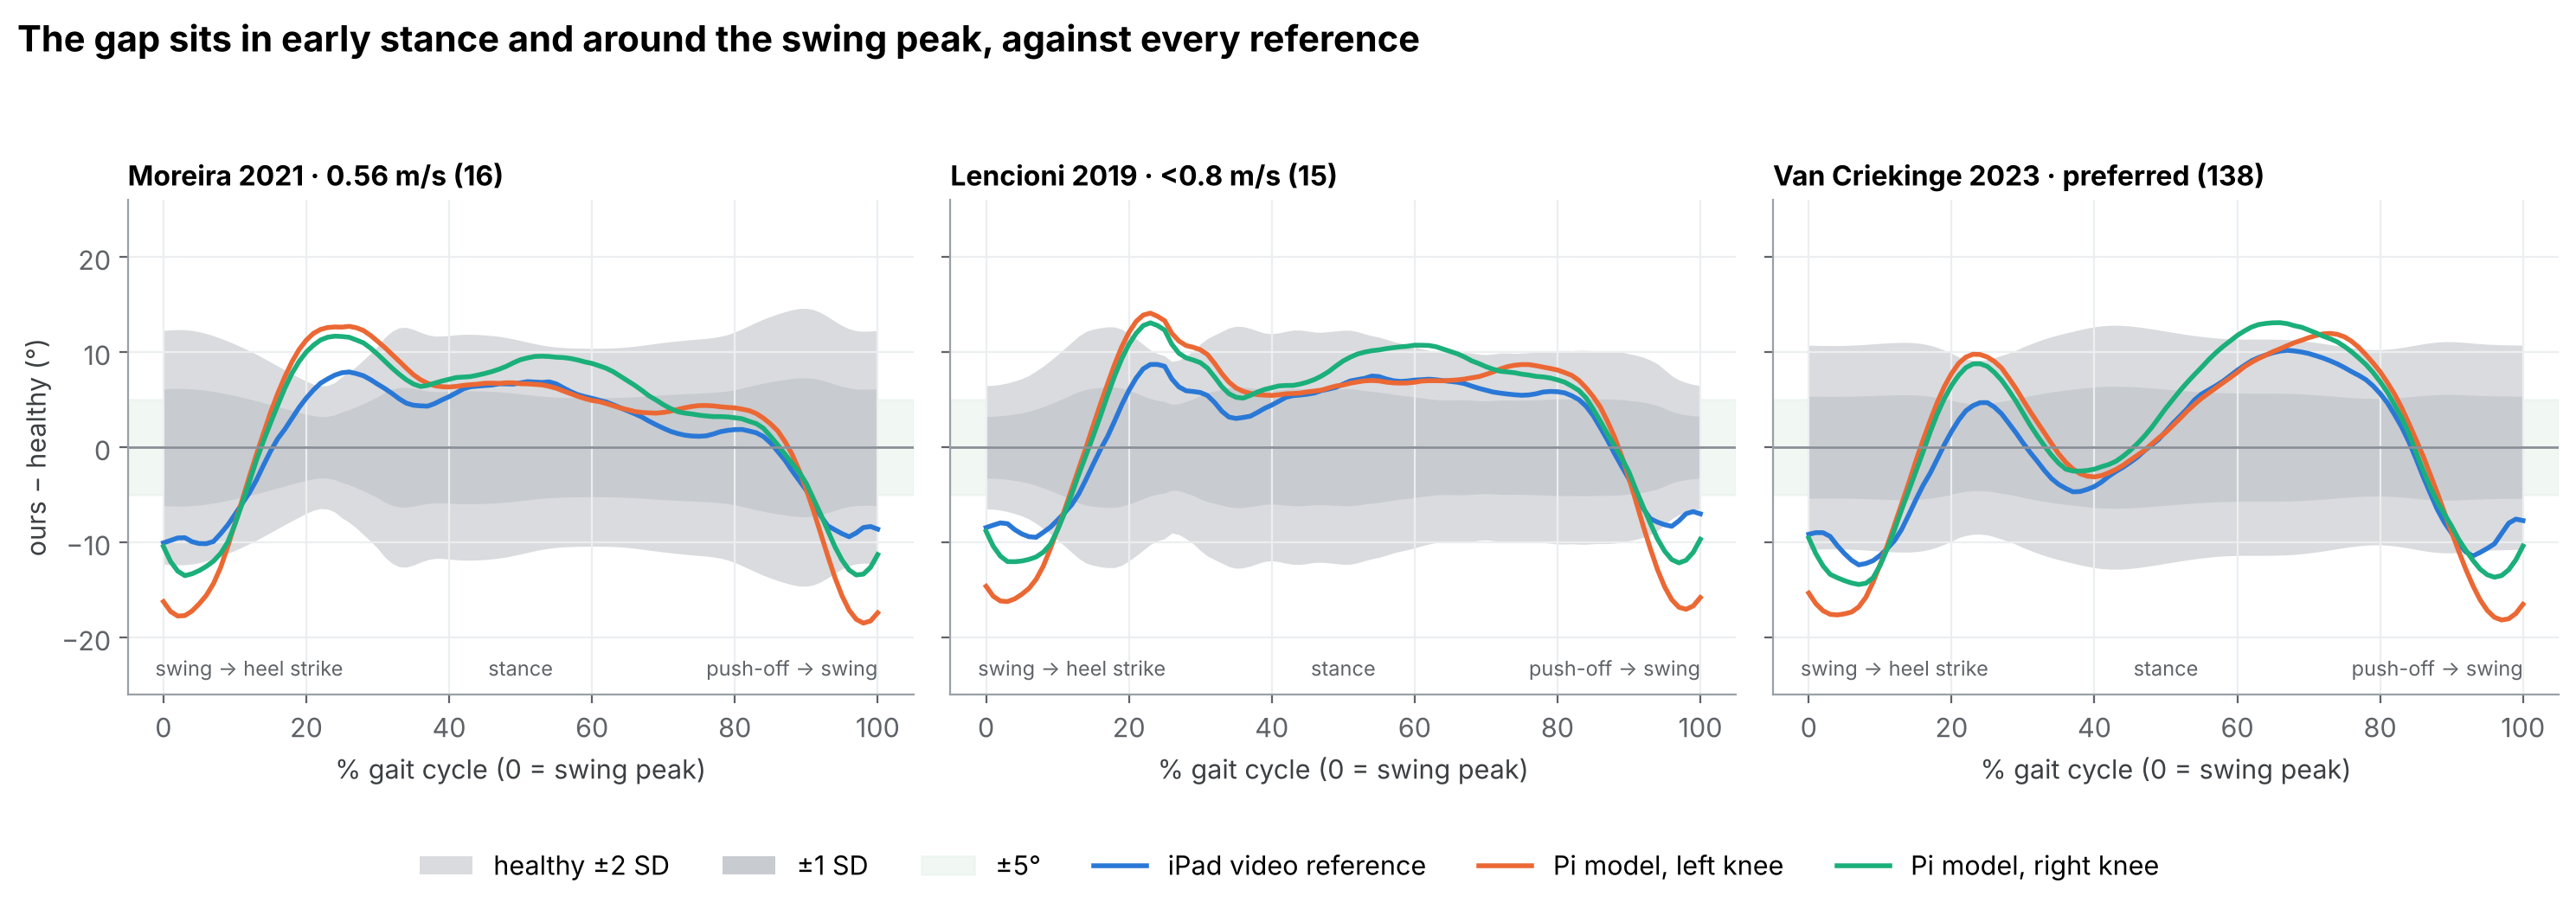 The gap sits in early stance and around the swing peak, against every reference
Moreira 2021 · 0.56 m/s (16)
Lencioni 2019 · <0.8 m/s (15)
Van Criekinge 2023 · preferred (138)
ours − healthy (°)
20
10
0
−10
−20
swing → heel strike
stance
push-off → swing
swing → heel strike
stance
push-off → swing
swing → heel strike
stance
push-off → swing
0 20 40 60 80 100
0 20 40 60 80 100
0 20 40 60 80 100
% gait cycle (0 = swing peak)
% gait cycle (0 = swing peak)
% gait cycle (0 = swing peak)
healthy ±2 SD
±1 SD
±5°
iPad video reference
Pi model, left knee
Pi model, right knee